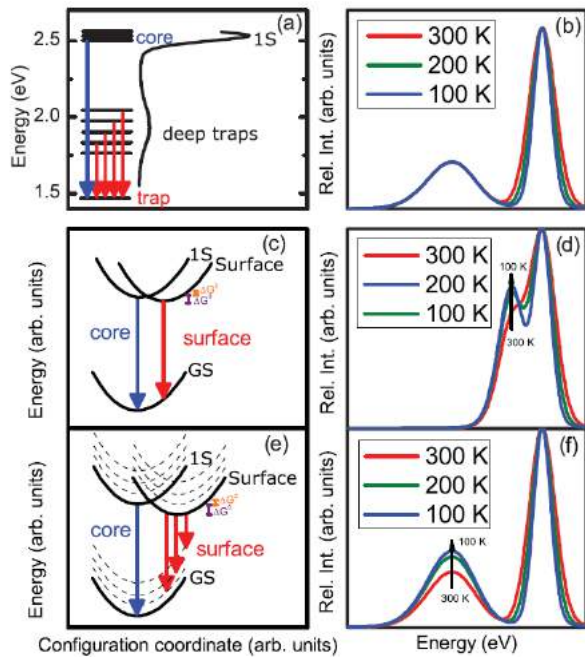 (a)
2.5
core
1S
2.0
deep traps
1.5
trap
Energy (eV)
(b)
300 K
200 K
100 K
Rel. Int. (arb. units)
(c)
1S
Surface
core
surface
GS
Energy (arb. units)
(d)
300 K
200 K
100 K
100 K
300 K
Rel. Int. (arb. units)
(e)
1S
Surface
core
surface
GS
Energy (arb. units)
Configuration coordinate (arb. units)
(f)
300 K
200 K
100 K
100 K
300 K
Rel. Int. (arb. units)
Energy (eV)